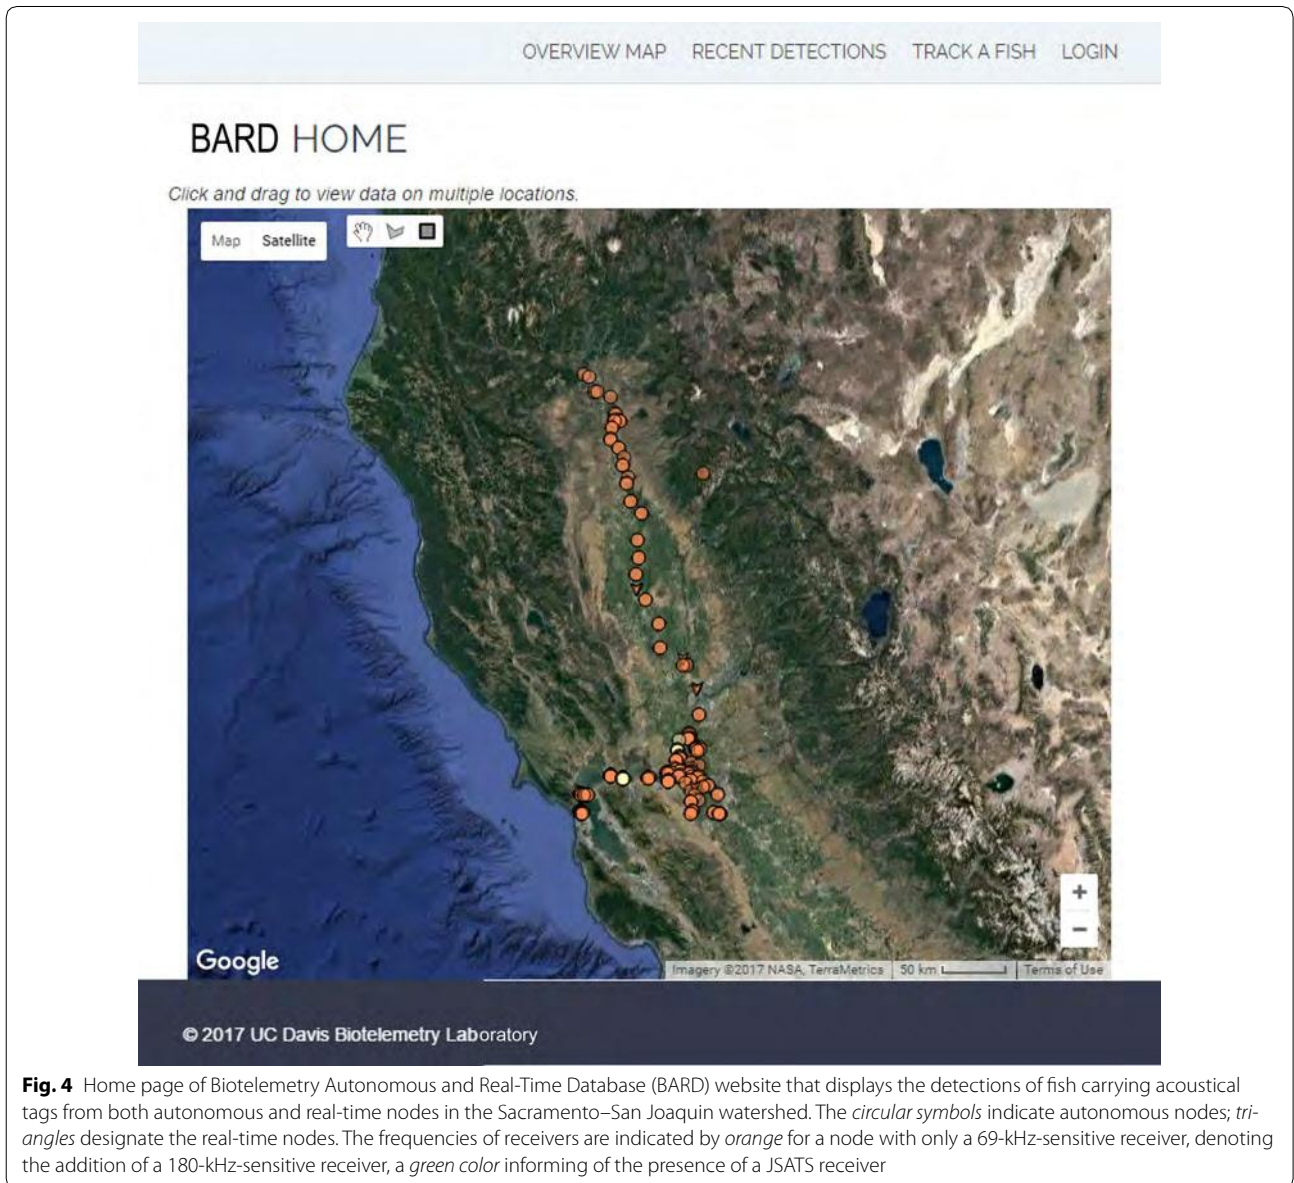 OVERVIEW MAP RECENT DETECTIONS TRACK A FISH LOGIN
BARD HOME
Click and drag to view data on multiple locations.
Map Satellite
Google
Imagery ©2017 NASA, TerraMetrics 50 km Terms of Use
© 2017 UC Davis Biotelemetry Laboratory
Fig. 4 Home page of Biotelemetry Autonomous and Real-Time Database (BARD) website that displays the detections of fish carrying acoustical
tags from both autonomous and real-time nodes in the Sacramento–San Joaquin watershed. The circular symbols indicate autonomous nodes; tri-
angles designate the real-time nodes. The frequencies of receivers are indicated by orange for a node with only a 69-kHz-sensitive receiver, denoting
the addition of a 180-kHz-sensitive receiver, a green color informing of the presence of a JSATS receiver